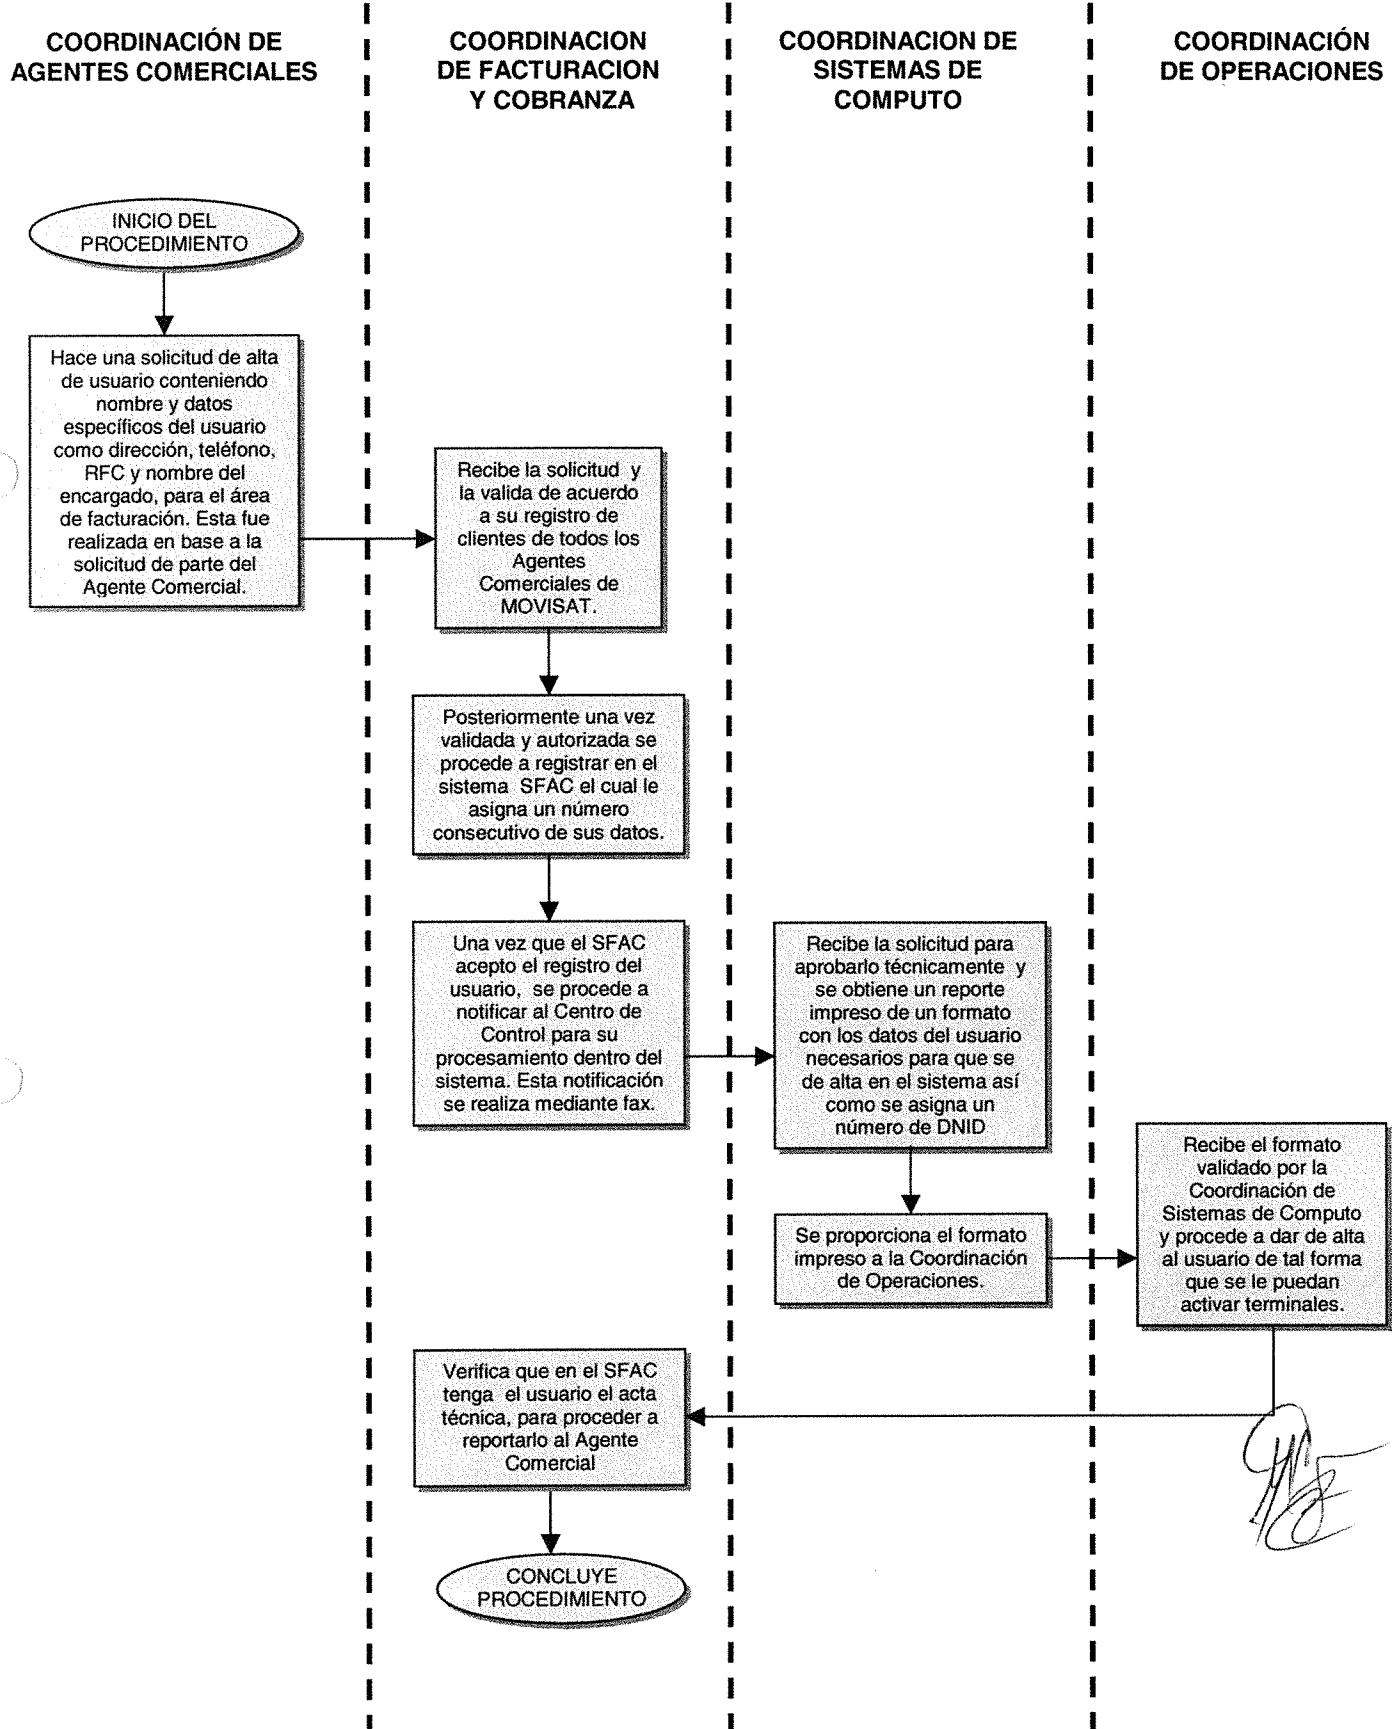 COORDINACIÓN DE
AGENTES COMERCIALES
COORDINACION
DE FACTURACION
Y COBRANZA
COORDINACION DE
SISTEMAS DE
COMPUTO
COORDINACIÓN
DE OPERACIONES
INICIO DEL
PROCEDIMIENTO
Hace una solicitud de alta
de usuario conteniendo
nombre y datos
específicos del usuario
como dirección, teléfono,
RFC y nombre del
encargado, para el área
de facturación. Esta fue
realizada en base a la
solicitud de parte del
Agente Comercial.
Recibe la solicitud y
la valida de acuerdo
a su registro de
clientes de todos los
Agentes
Comerciales de
MOVISAT.
Posteriormente una vez
validada y autorizada se
procede a registrar en el
sistema SFAC el cual le
asigna un número
consecutivo de sus datos.
Una vez que el SFAC
acepto el registro del
usuario, se procede a
notificar al Centro de
Control para su
procesamiento dentro del
sistema. Esta notificación
se realiza mediante fax.
Recibe la solicitud para
aprobarlo técnicamente y
se obtiene un reporte
impreso de un formato
con los datos del usuario
necesarios para que se
de alta en el sistema así
como se asigna un
número de DNID
Se proporciona el formato
impreso a la Coordinación
de Operaciones.
Recibe el formato
validado por la
Coordinación de
Sistemas de Computo
y procede a dar de alta
al usuario de tal forma
que se le puedan
activar terminales.
Verifica que en el SFAC
tenga el usuario el acta
técnica, para proceder a
reportarlo al Agente
Comercial
CONCLUYE
PROCEDIMIENTO